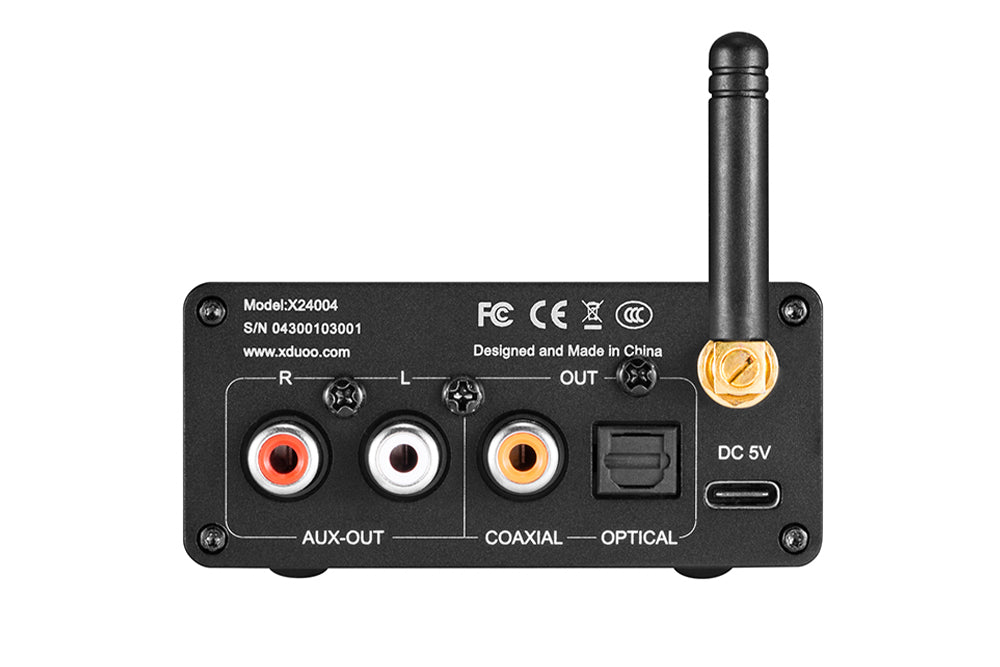 Model:X24004
S/N 04300103001
www.xduoo.com
FC CE CCC
Designed and Made in China
R L OUT
DC 5V
AUX-OUT COAXIAL OPTICAL